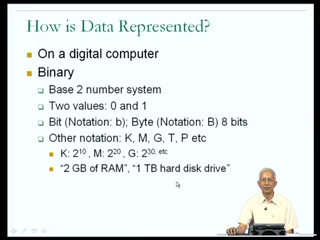 How is Data Represented?
On a digital computer
Binary
Base 2 number system
Two values: 0 and 1
Bit (Notation: b); Byte (Notation: B) 8 bits
Other notation: K, M, G, T, P etc
K: 2^10, M: 2^20, G: 2^30, etc
“2 GB of RAM”, “1 TB hard disk drive”